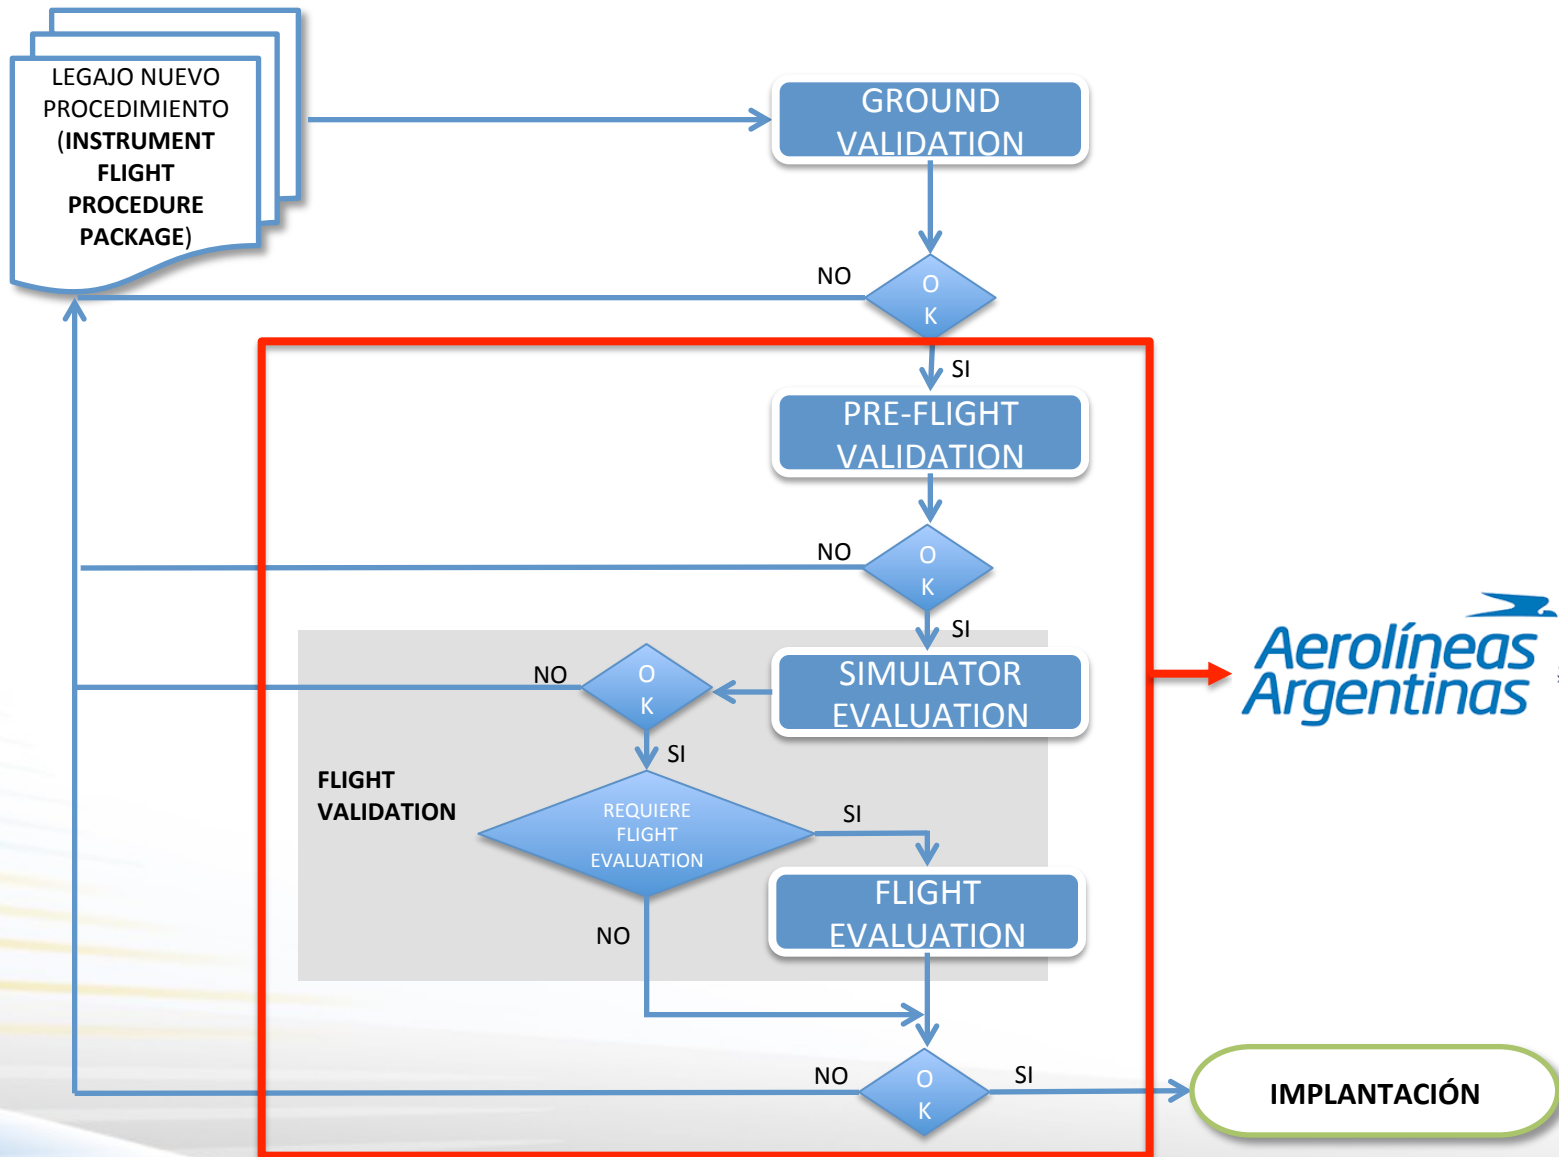 LEGAJO NUEVO
PROCEDIMIENTO
(INSTRUMENT
FLIGHT
PROCEDURE
PACKAGE)
GROUND
VALIDATION
NO
O
K
SI
PRE-FLIGHT
VALIDATION
NO
O
K
SI
SIMULATOR
EVALUATION
NO
O
K
SI
FLIGHT
VALIDATION
REQUIERE
FLIGHT
EVALUATION
SI
FLIGHT
EVALUATION
NO
NO
O
K
SI
IMPLANTACIÓN
Aerolíneas
Argentinas